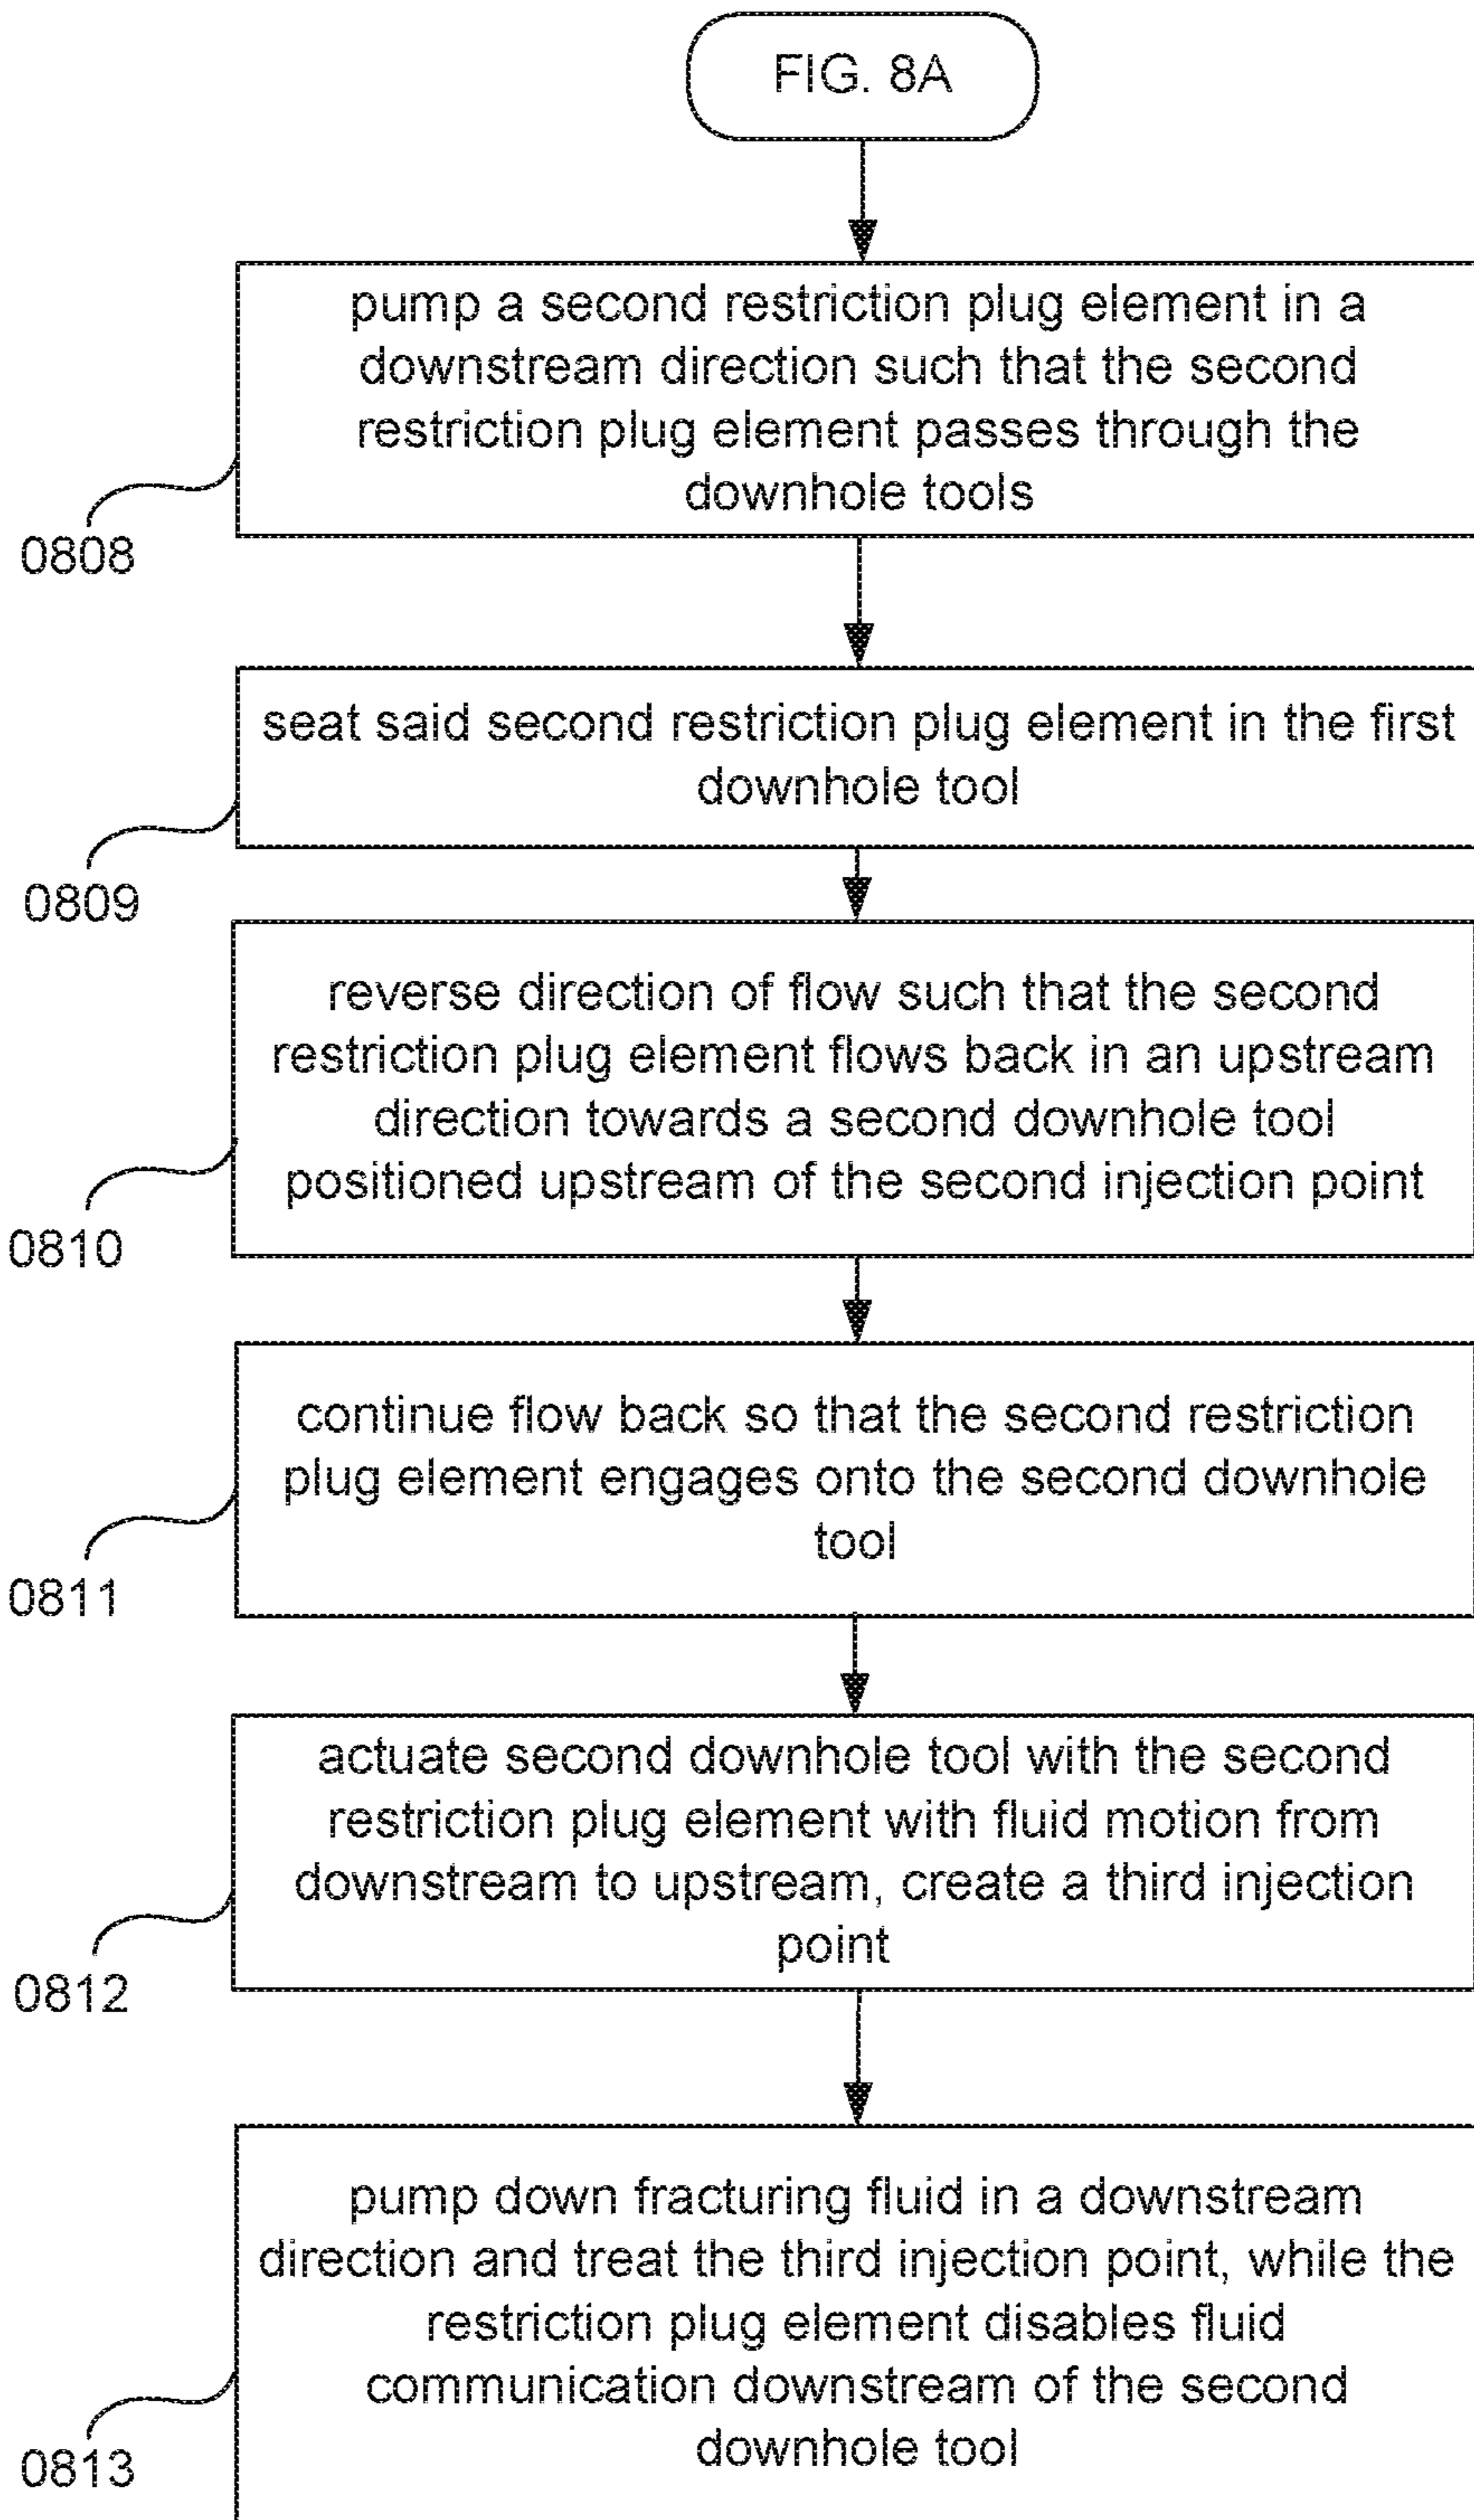 FIG. 8A
pump a second restriction plug element in a
downstream direction such that the second
restriction plug element passes through the
downhole tools
0808
seat said second restriction plug element in the first
downhole tool
0809
reverse direction of flow such that the second
restriction plug element flows back in an upstream
direction towards a second downhole tool
positioned upstream of the second injection point
0810
continue flow back so that the second restriction
plug element engages onto the second downhole
tool
0811
actuate second downhole tool with the second
restriction plug element with fluid motion from
downstream to upstream, create a third injection
point
0812
pump down fracturing fluid in a downstream
direction and treat the third injection point, while the
restriction plug element disables fluid
communication downstream of the second
downhole tool
0813